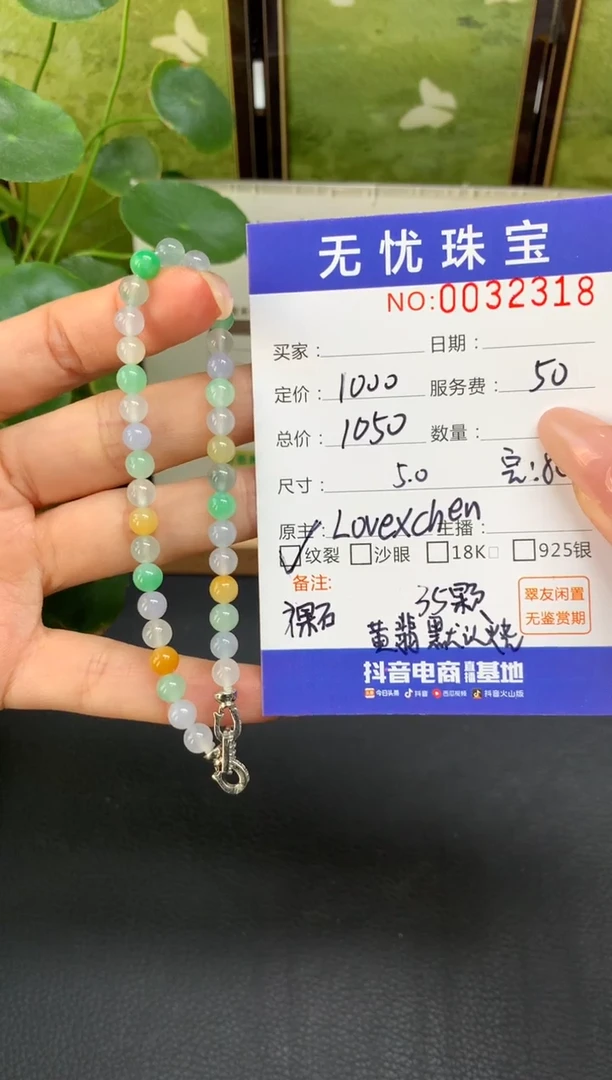 无忧珠宝
NO:0032318
买家： 日期：
定价：1000 服务费：50
总价：1050 数量：
尺寸：5.0
原主：Lovexchen 主播：
纹裂 沙眼 18K 925银
备注：
裸石 35颗
黄翡默认烧
翠友闲置
无鉴赏期
抖音电商直播基地
今日头条 抖音 西瓜视频 抖音火山版